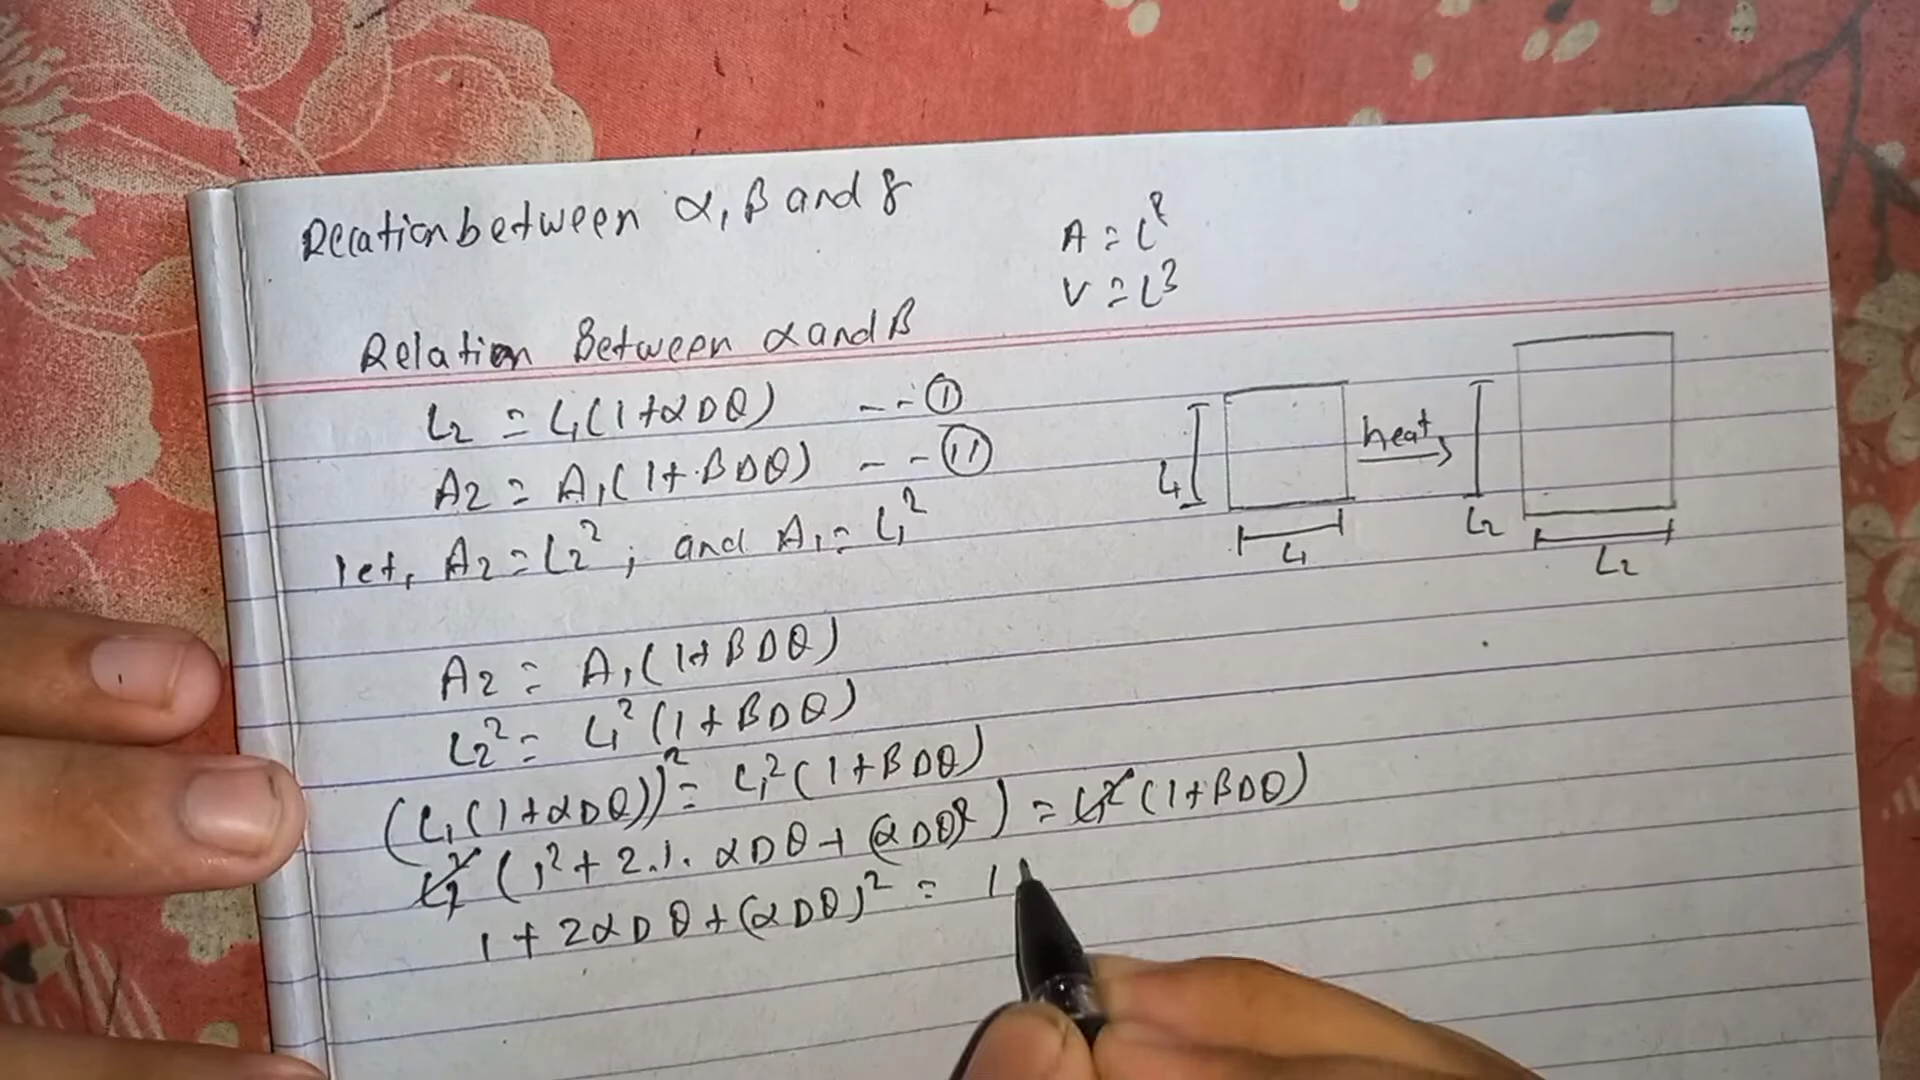 Relation between α, β and γ
A = L²
V = L³
Relation Between α and β
L₂ = L₁(1+αΔθ) --- ①
A₂ = A₁(1+βΔθ) --- ⑪
let, A₂ = L₂², and A₁ = L₁²
L₁
L₁
heat
L₂
L₂
A₂ = A₁(1+βΔθ)
L₂² = L₁²(1+βΔθ)
(L₁(1+αΔθ))² = L₁²(1+βΔθ)
L₁²(1²+2.1.αΔθ+(αΔθ)²) = L₁²(1+βΔθ)
1+2αΔθ+(αΔθ)² = 1